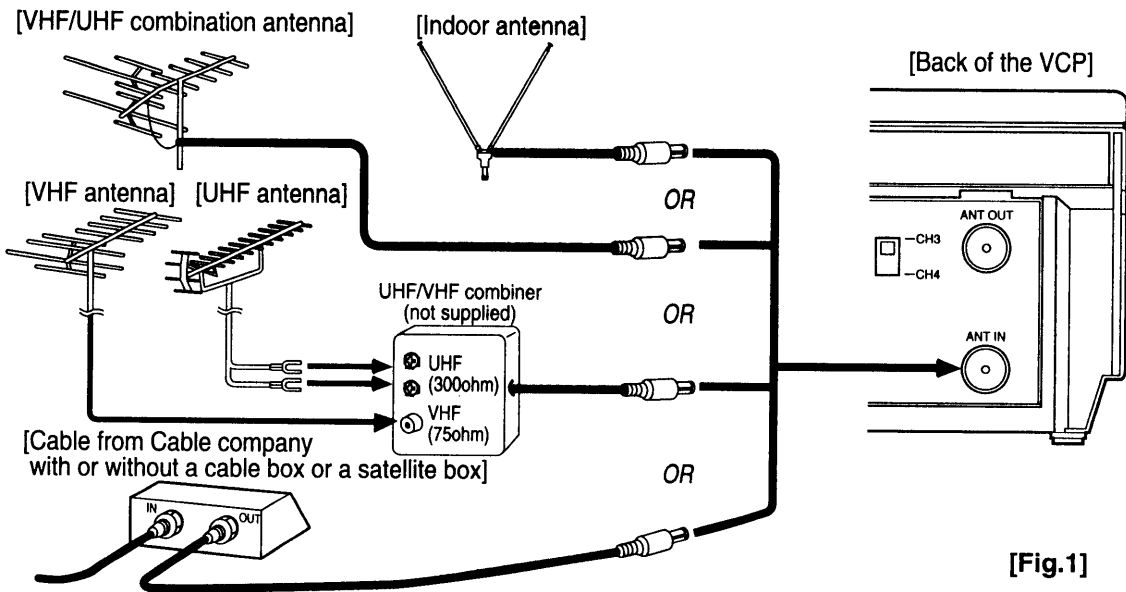 [VHF/UHF combination antenna]
[Indoor antenna]
[Back of the VCP]
[VHF antenna]
[UHF antenna]
OR
ANT OUT
CH3
CH4
UHF/VHF combiner
(not supplied)
OR
ANT IN
UHF
(300ohm)
VHF
(75ohm)
[Cable from Cable company
with or without a cable box or a satellite box]
OR
IN
OUT
[Fig.1]